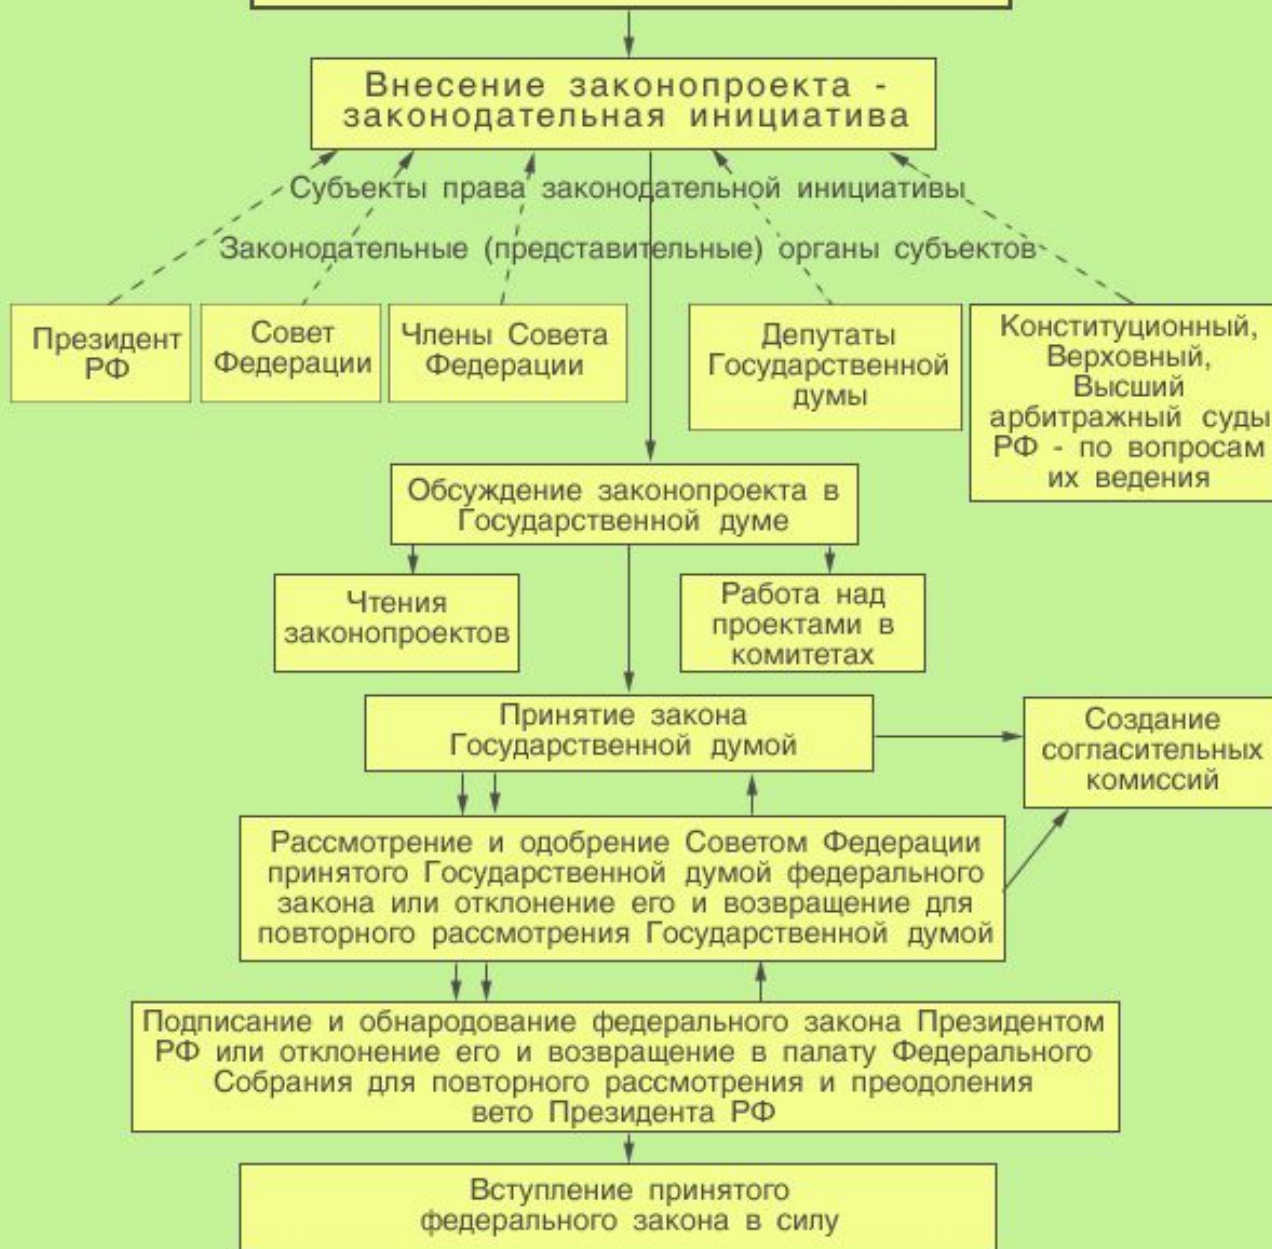 Внесение законопроекта -
законодательная инициатива
Субъекты права законодательной инициативы
Законодательные (представительные) органы субъектов
Президент
РФ
Совет
Федерации
Члены Совета
Федерации
Депутаты
Государственной
думы
Конституционный,
Верховный,
Высший
арбитражный суды
РФ - по вопросам
их ведения
Обсуждение законопроекта в
Государственной думе
Чтения
законопроектов
Работа над
проектами в
комитетах
Принятие закона
Государственной думой
Создание
согласительных
комиссий
Рассмотрение и одобрение Советом Федерации
принятого Государственной думой федерального
закона или отклонение его и возвращение для
повторного рассмотрения Государственной думой
Подписание и обнародование федерального закона Президентом
РФ или отклонение его и возвращение в палату Федерального
Собрания для повторного рассмотрения и преодоления
вето Президента РФ
Вступление принятого
федерального закона в силу